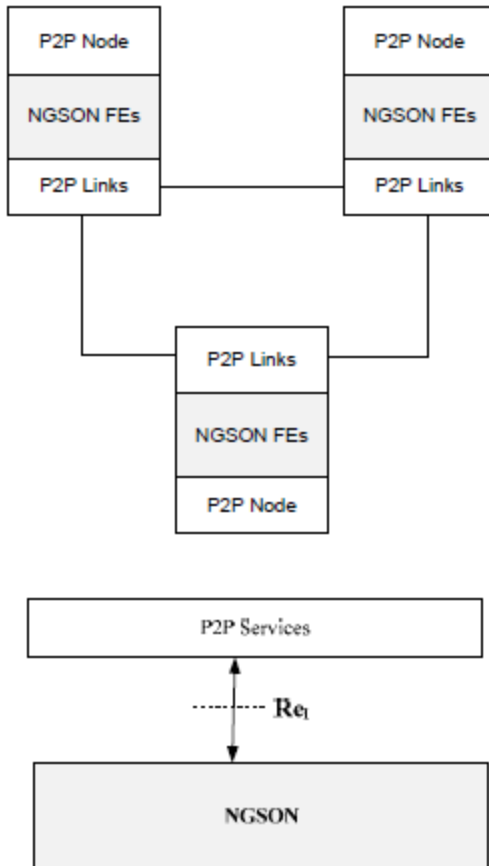 P2P Node
NGSON FEs
P2P Links
P2P Node
NGSON FEs
P2P Links
P2P Links
NGSON FEs
P2P Node
P2P Services
Re₁
NGSON